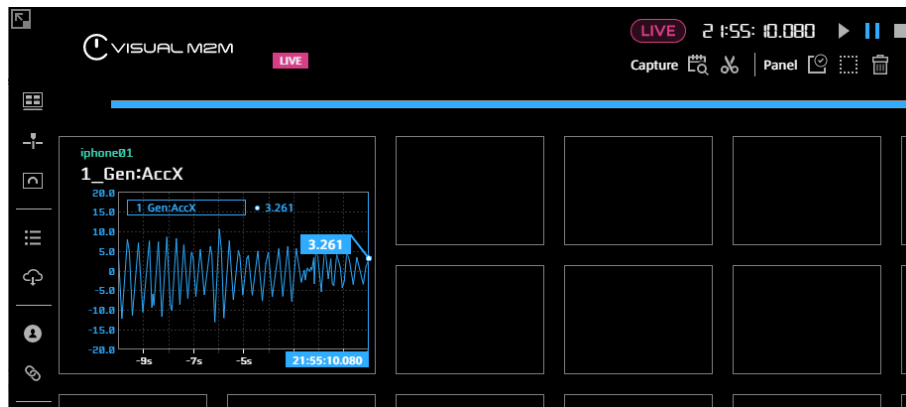 VISUAL M2M
LIVE
LIVE 21:55:10.080
Capture Panel
iphone01
1_Gen:AccX
20.0
15.0
10.0
5.0
0
-5.0
-10.0
-15.0
-20.0
1_Gen:AccX 3.261
3.261
-9s -7s -5s 21:55:10.080